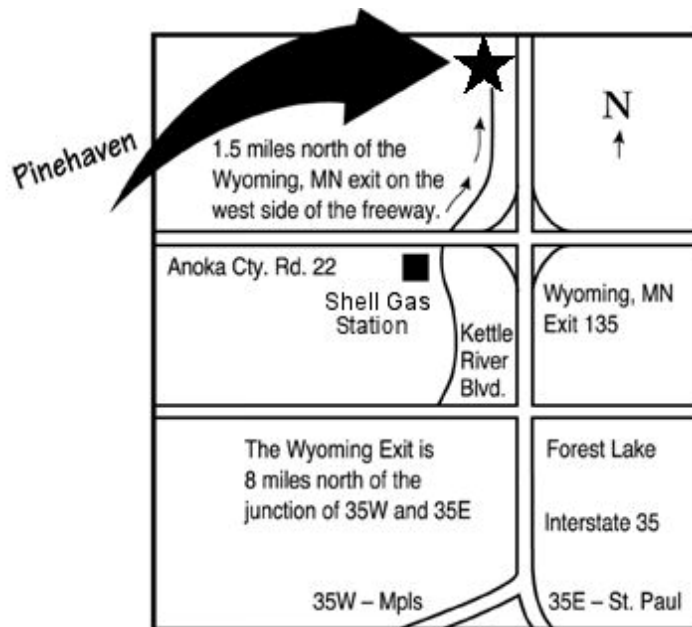 Pinehaven
N
1.5 miles north of the
Wyoming, MN exit on the
west side of the freeway.
Anoka Cty. Rd. 22
Shell Gas
Station
Kettle
River
Blvd.
Wyoming, MN
Exit 135
The Wyoming Exit is
8 miles north of the
junction of 35W and 35E
Forest Lake
Interstate 35
35W – Mpls
35E – St. Paul